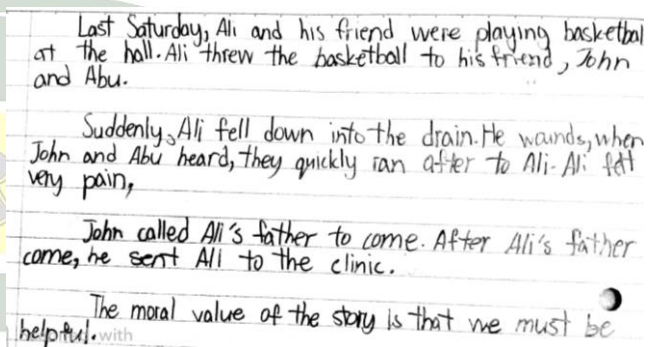 Last Saturday, Ali and his friend were playing basketbal
at the hall. Ali threw the basketball to his friend, John
and Abu.
Suddenly, Ali fell down into the drain. He wounds, when
John and Abu heard, they quickly ran after to Ali. Ali felt
very pain,
John called Ali's father to come. After Ali's father
come, he sent Ali to the clinic.
The moral value of the story is that we must be
helpful. with